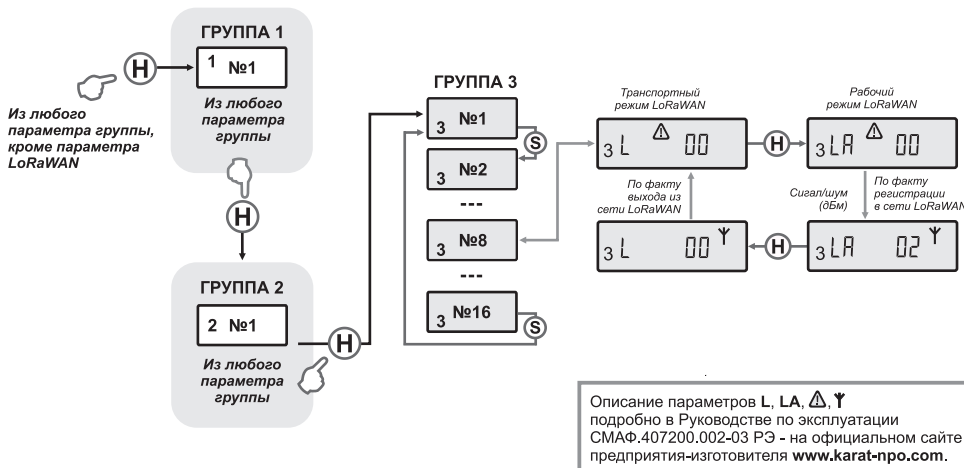 ГРУППА 1
1 №1
H
Из любого
параметра группы,
кроме параметра
LoRaWAN
Из любого
параметра
группы
H
ГРУППА 2
2 №1
H
Из любого
параметра
группы
ГРУППА 3
3 №1
S
3 №2
---
3 №8
---
3 №16
S
Транспортный
режим LoRaWAN
3 L ⚠ 00
H
Рабочий
режим LoRaWAN
3 LA ⚠ 00
По факту
выхода из
сети LoRaWAN
Сигал/шум
(дБм)
По факту
регистрации
в сети LoRaWAN
3 L 00
H
3 LA 02
Описание параметров L, LA, ⚠,
подробно в Руководстве по эксплуатации
СМАФ.407200.002-03 РЭ - на официальном сайте
предприятия-изготовителя www.karat-npo.com.